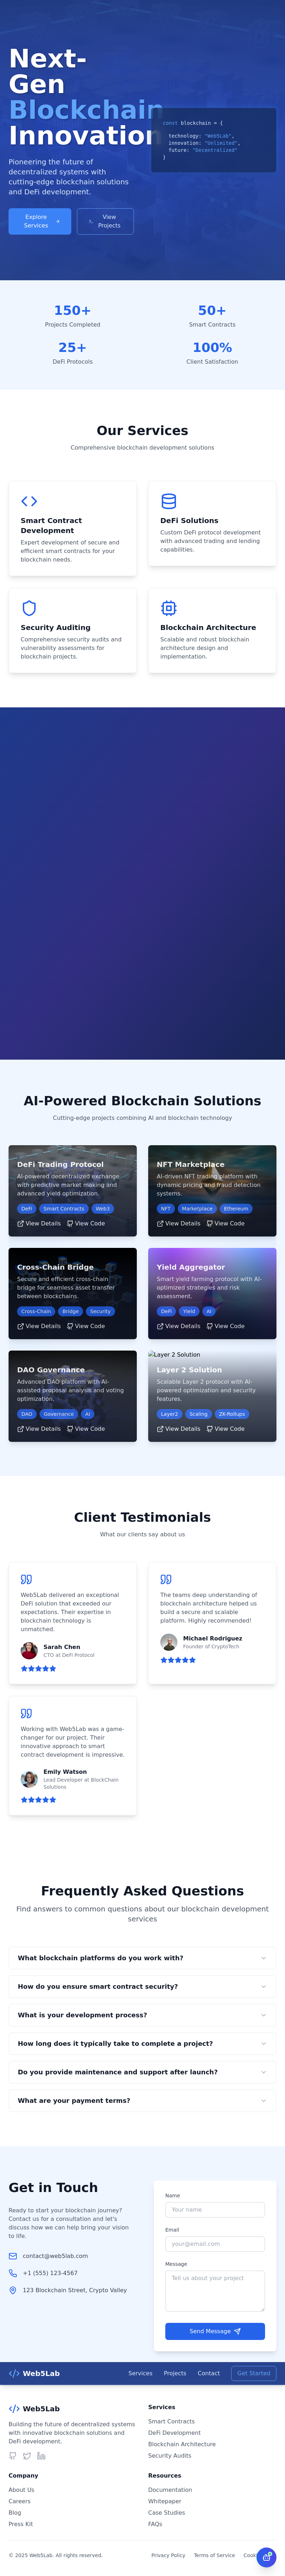 Next-
Gen
Blockchain
Innovation
Pioneering the future of
decentralized systems with
cutting-edge blockchain solutions
and DeFi development.
Explore
Services
View
Projects
const blockchain = {
technology: "Web5Lab",
innovation: "Unlimited",
future: "Decentralized"
}
150+
Projects Completed
50+
Smart Contracts
25+
DeFi Protocols
100%
Client Satisfaction
Our Services
Comprehensive blockchain development solutions
Smart Contract
Development
Expert development of secure and
efficient smart contracts for your
blockchain needs.
DeFi Solutions
Custom DeFi protocol development
with advanced trading and lending
capabilities.
Security Auditing
Comprehensive security audits and
vulnerability assessments for
blockchain projects.
Blockchain Architecture
Scalable and robust blockchain
architecture design and
implementation.
AI-Powered Blockchain Solutions
Cutting-edge projects combining AI and blockchain technology
DeFi Trading Protocol
AI-powered decentralized exchange
with predictive market making and
advanced yield optimization.
DeFi Smart Contracts Web3
View Details View Code
NFT Marketplace
AI-driven NFT trading platform with
dynamic pricing and fraud detection
systems.
NFT Marketplace Ethereum
View Details View Code
Cross-Chain Bridge
Secure and efficient cross-chain
bridge for seamless asset transfer
between blockchains.
Cross-Chain Bridge Security
View Details View Code
Yield Aggregator
Smart yield farming protocol with AI-
optimized strategies and risk
assessment.
DeFi Yield AI
View Details View Code
DAO Governance
Advanced DAO platform with AI-
assisted proposal analysis and voting
optimization.
DAO Governance AI
View Details View Code
Layer 2 Solution
Layer 2 Solution
Scalable Layer 2 protocol with AI-
powered optimization and security
features.
Layer2 Scaling ZK-Rollups
View Details View Code
Client Testimonials
What our clients say about us
Web5Lab delivered an exceptional
DeFi solution that exceeded our
expectations. Their expertise in
blockchain technology is
unmatched.
Sarah Chen
CTO at DeFi Protocol
The teams deep understanding of
blockchain architecture helped us
build a secure and scalable
platform. Highly recommended!
Michael Rodriguez
Founder of CryptoTech
Working with Web5Lab was a game-
changer for our project. Their
innovative approach to smart
contract development is impressive.
Emily Watson
Lead Developer at BlockChain
Solutions
Frequently Asked Questions
Find answers to common questions about our blockchain development
services
What blockchain platforms do you work with?
How do you ensure smart contract security?
What is your development process?
How long does it typically take to complete a project?
Do you provide maintenance and support after launch?
What are your payment terms?
Get in Touch
Ready to start your blockchain journey?
Contact us for a consultation and let's
discuss how we can help bring your vision
to life.
contact@web5lab.com
+1 (555) 123-4567
123 Blockchain Street, Crypto Valley
Name
Your name
Email
your@email.com
Message
Tell us about your project
Send Message
Web5Lab
Services Projects Contact Get Started
Web5Lab
Building the future of decentralized systems
with innovative blockchain solutions and
DeFi development.
Services
Smart Contracts
DeFi Development
Blockchain Architecture
Security Audits
Company
About Us
Careers
Blog
Press Kit
Resources
Documentation
Whitepaper
Case Studies
FAQs
© 2025 Web5Lab. All rights reserved.
Privacy Policy Terms of Service